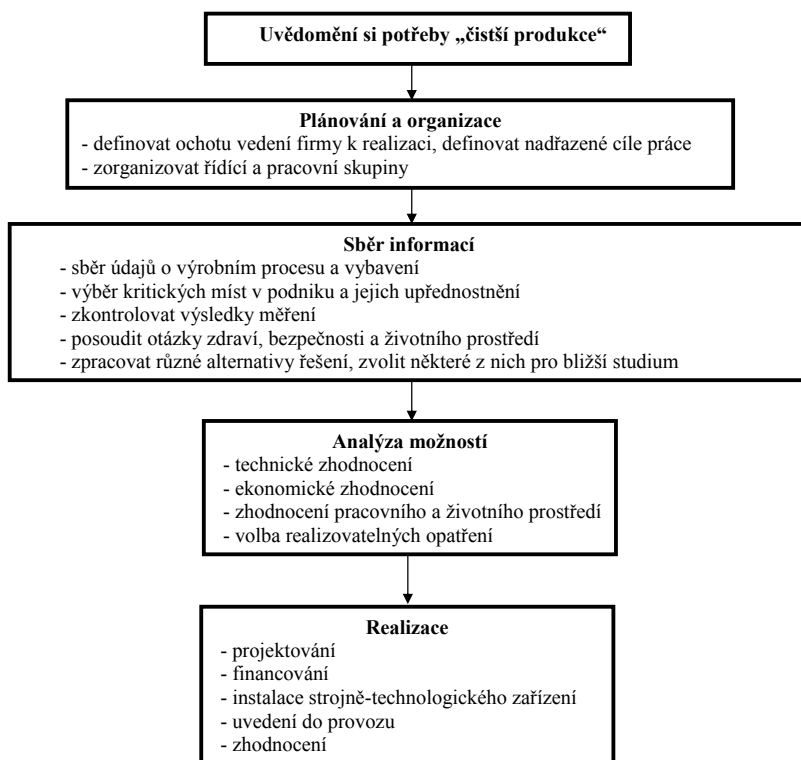 Uvědomění si potřeby „čistší produkce“
Plánování a organizace
- definovat ochotu vedení firmy k realizaci, definovat nadřazené cíle práce
- zorganizovat řídící a pracovní skupiny
Sběr informací
- sběr údajů o výrobním procesu a vybavení
- výběr kritických míst v podniku a jejich upřednostnění
- zkontrolovat výsledky měření
- posoudit otázky zdraví, bezpečnosti a životního prostředí
- zpracovat různé alternativy řešení, zvolit některé z nich pro bližší studium
Analýza možností
- technické zhodnocení
- ekonomické zhodnocení
- zhodnocení pracovního a životního prostředí
- volba realizovatelných opatření
Realizace
- projektování
- financování
- instalace strojně-technologického zařízení
- uvedení do provozu
- zhodnocení